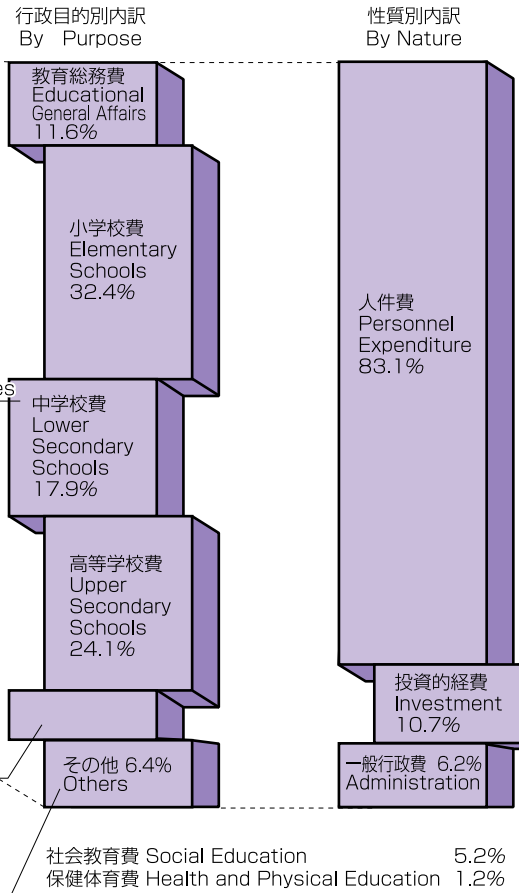 行政目的別内訳
By Purpose
教育総務費
Educational
General Affairs
11.6%
小学校費
Elementary
Schools
32.4%
中学校費
Lower
Secondary
Schools
17.9%
高等学校費
Upper
Secondary
Schools
24.1%
その他 6.4%
Others
性質別内訳
By Nature
人件費
Personnel
Expenditure
83.1%
投資的経費
Investment
10.7%
一般行政費 6.2%
Administration
社会教育費 Social Education 5.2%
保健体育費 Health and Physical Education 1.2%